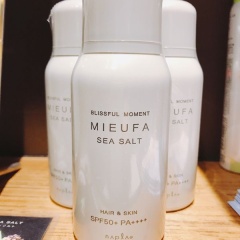 BLISSFUL MOMENT
MIEUFA
SEA SALT
HAIR & SKIN
SPF50+ PA++++